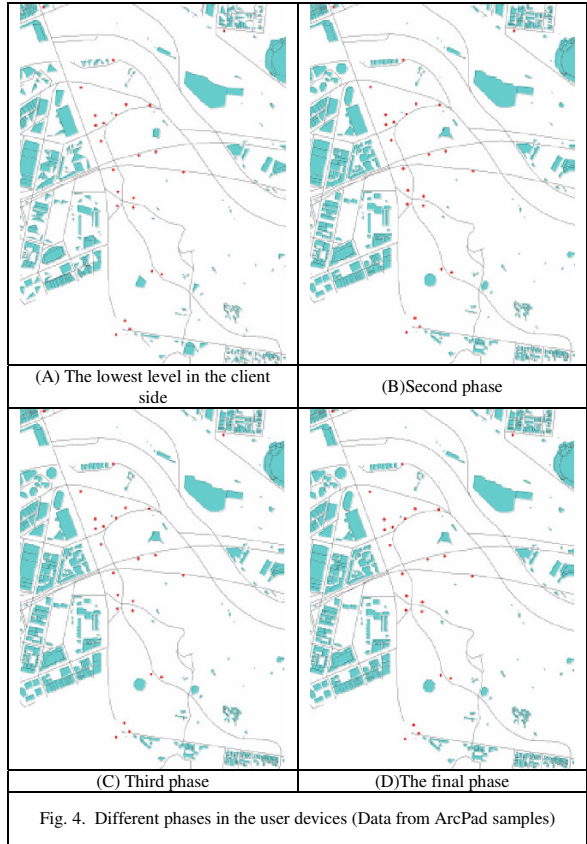 (A) The lowest level in the client
side
(B)Second phase
(C) Third phase
(D)The final phase
Fig. 4. Different phases in the user devices (Data from ArcPad samples)